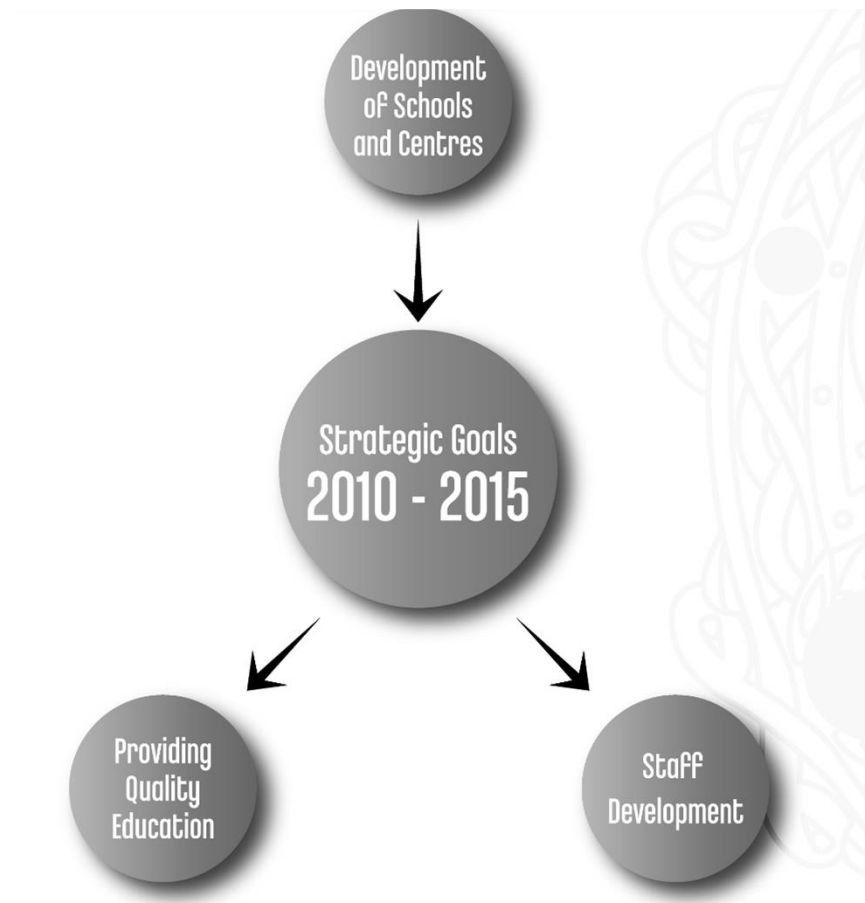 Development
of Schools
and Centres
Strategic Goals
2010 - 2015
Providing
Quality
Education
Staff
Development